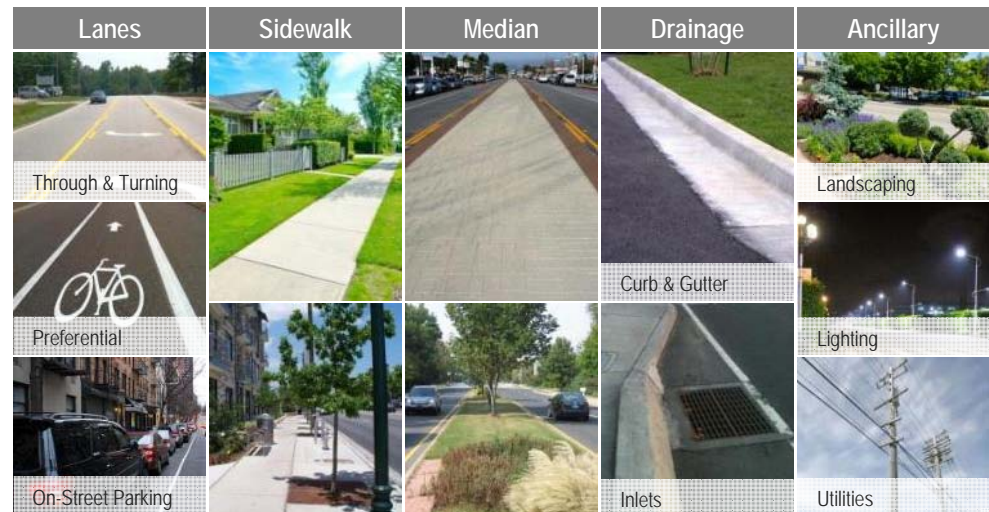 Lanes
Sidewalk
Median
Drainage
Ancillary
Through & Turning
Preferential
On-Street Parking
Curb & Gutter
Inlets
Landscaping
Lighting
Utilities